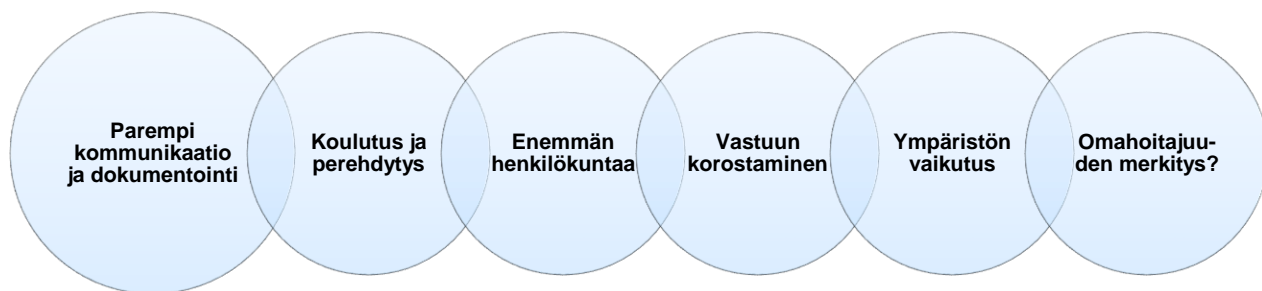 Parempi
kommunikaatio
ja dokumentointi
Koulutus ja
perehdytys
Enemmän
henkilökuntaa
Vastuun
korostaminen
Ympäristön
vaikutus
Omahoitajuu-
den merkitys?